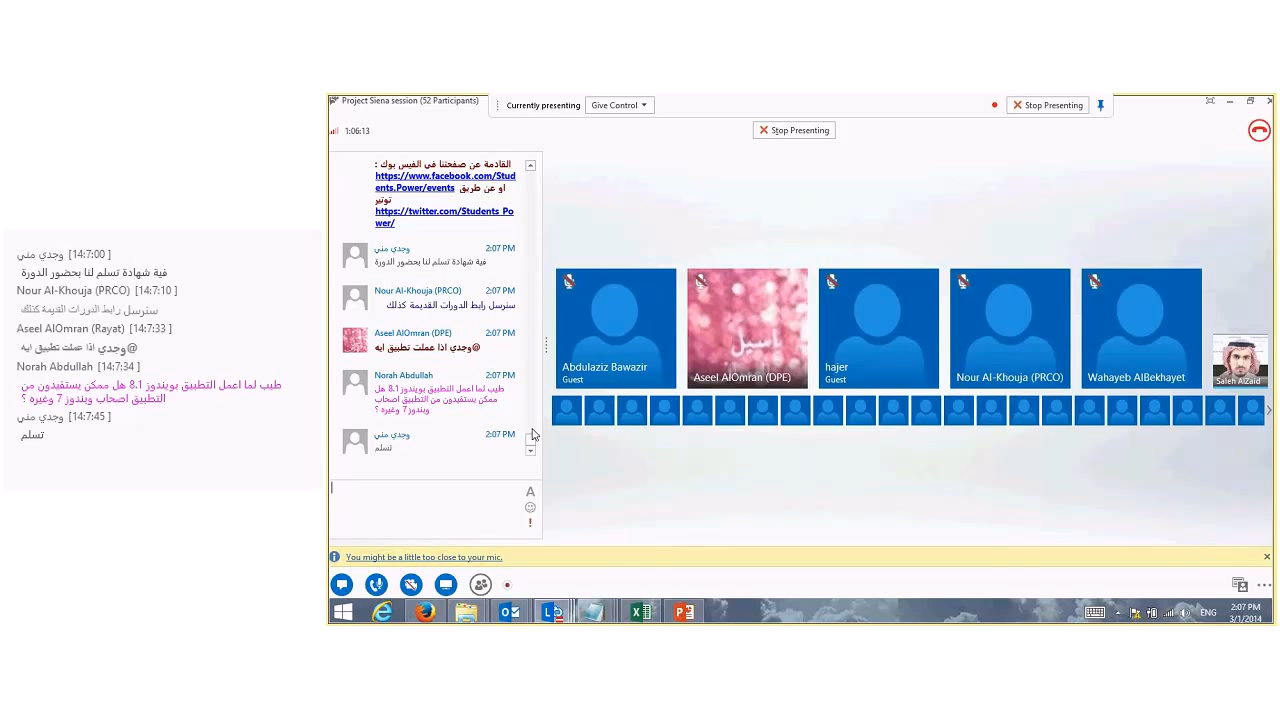 وجدي مني [14:7:00 ]
فية شهادة تسلم لنا بحضور الدورة
Nour Al-Khouja (PRCO) [14:7:10 ]
سنرسل رابط الدورات القديمة كذلك
Aseel AlOmran (Rayat) [14:7:33 ]
@وجدي اذا عملت تطبيق ايه
Norah Abdullah [14:7:34 ]
طيب لما اعمل التطبيق بويندوز 8.1 هل ممكن يستفيدون من
التطبيق اصحاب ويندوز 7 وغيره ؟
وجدي مني [14:7:45 ]
تسلم
Project Siena session (52 Participants)
Currently presenting
Give Control
Stop Presenting
1:06:13
Stop Presenting
القادمة عن صفحتنا في الفيس بوك :
https://www.facebook.com/Stud
ents.Power/events او عن طريق
تويتر
https://twitter.com/Students_Po
wer/
وجدي مني 2:07 PM
فية شهادة تسلم لنا بحضور الدورة
Nour Al-Khouja (PRCO) 2:07 PM
سنرسل رابط الدورات القديمة كذلك
Aseel AlOmran (DPE) 2:07 PM
@وجدي اذا عملت تطبيق ايه
Norah Abdullah 2:07 PM
طيب لما اعمل التطبيق بويندوز 8.1 هل
ممكن يستفيدون من التطبيق اصحاب
ويندوز 7 وغيره ؟
وجدي مني 2:07 PM
تسلم
اسيل
Abdulaziz Bawazir
Guest
Aseel AlOmran (DPE)
hajer
Guest
Nour Al-Khouja (PRCO)
Wahayeb AlBekhayet
Saleh AlZaid
A
!
You might be a little too close to your mic.
ENG
2:07 PM
3/1/2014